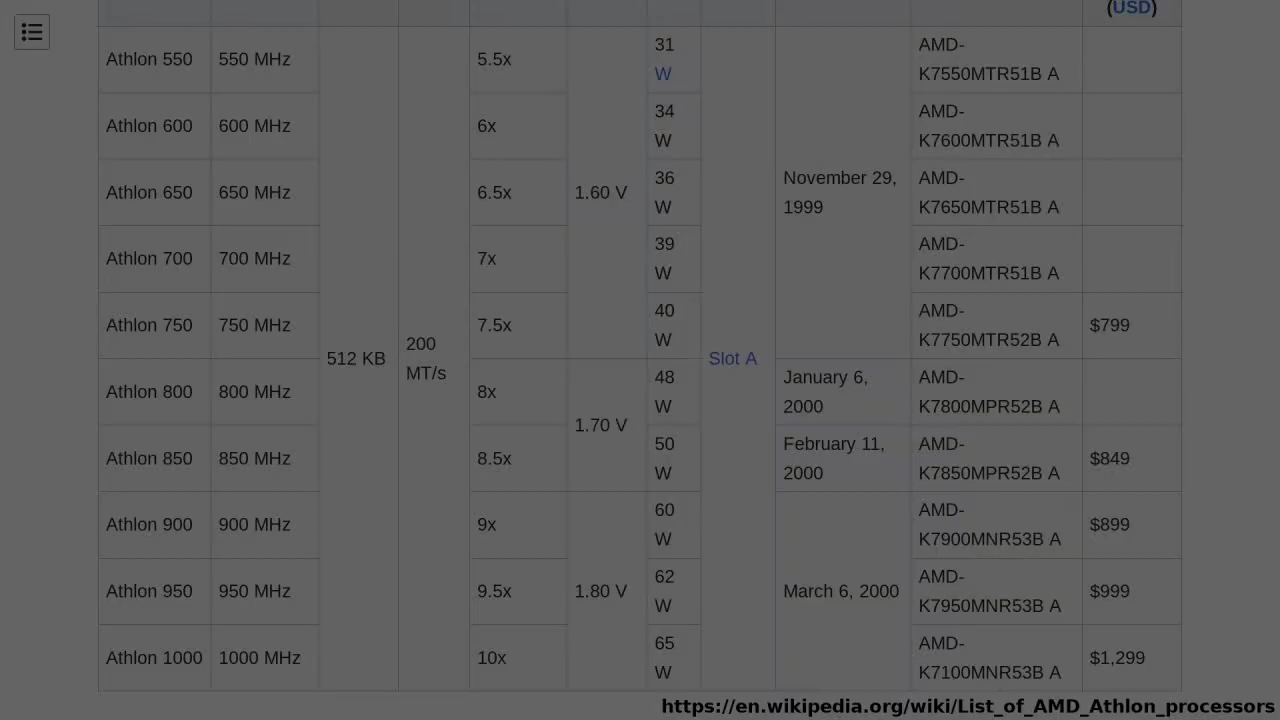 (USD)
Athlon 550 550 MHz 5.5x 31 W AMD-K7550MTR51B A
Athlon 600 600 MHz 6x 34 W AMD-K7600MTR51B A
Athlon 650 650 MHz 6.5x 1.60 V 36 W November 29, 1999 AMD-K7650MTR51B A
Athlon 700 700 MHz 7x 39 W AMD-K7700MTR51B A
Athlon 750 750 MHz 7.5x 40 W AMD-K7750MTR52B A $799
512 KB 200 MT/s Slot A
Athlon 800 800 MHz 8x 48 W January 6, 2000 AMD-K7800MPR52B A
1.70 V
Athlon 850 850 MHz 8.5x 50 W February 11, 2000 AMD-K7850MPR52B A $849
Athlon 900 900 MHz 9x 60 W AMD-K7900MNR53B A $899
Athlon 950 950 MHz 9.5x 1.80 V 62 W March 6, 2000 AMD-K7950MNR53B A $999
Athlon 1000 1000 MHz 10x 65 W AMD-K7100MNR53B A $1,299
https://en.wikipedia.org/wiki/List_of_AMD_Athlon_processors